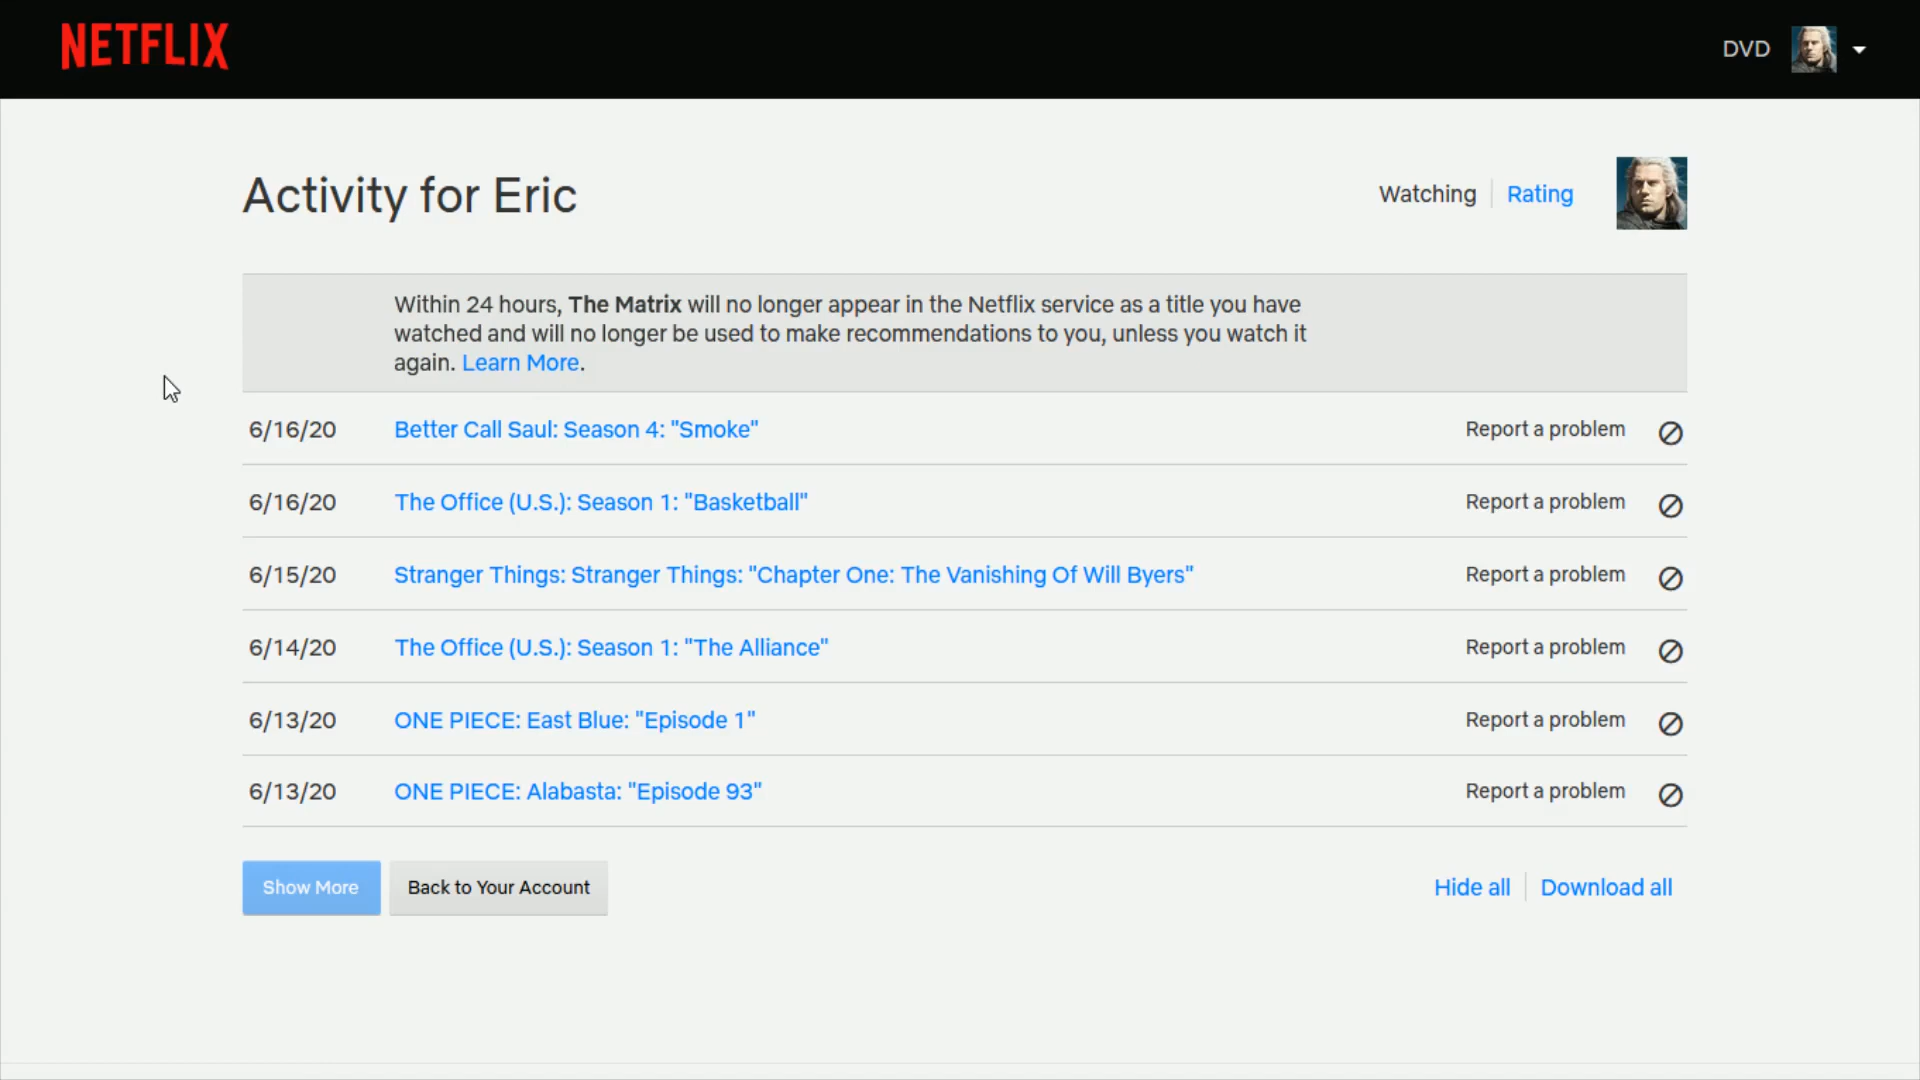 NETFLIX
DVD
Activity for Eric
Watching
Rating
Within 24 hours, The Matrix will no longer appear in the Netflix service as a title you have
watched and will no longer be used to make recommendations to you, unless you watch it
again. Learn More.
6/16/20 Better Call Saul: Season 4: "Smoke" Report a problem
6/16/20 The Office (U.S.): Season 1: "Basketball" Report a problem
6/15/20 Stranger Things: Stranger Things: "Chapter One: The Vanishing Of Will Byers" Report a problem
6/14/20 The Office (U.S.): Season 1: "The Alliance" Report a problem
6/13/20 ONE PIECE: East Blue: "Episode 1" Report a problem
6/13/20 ONE PIECE: Alabasta: "Episode 93" Report a problem
Show More
Back to Your Account
Hide all
Download all